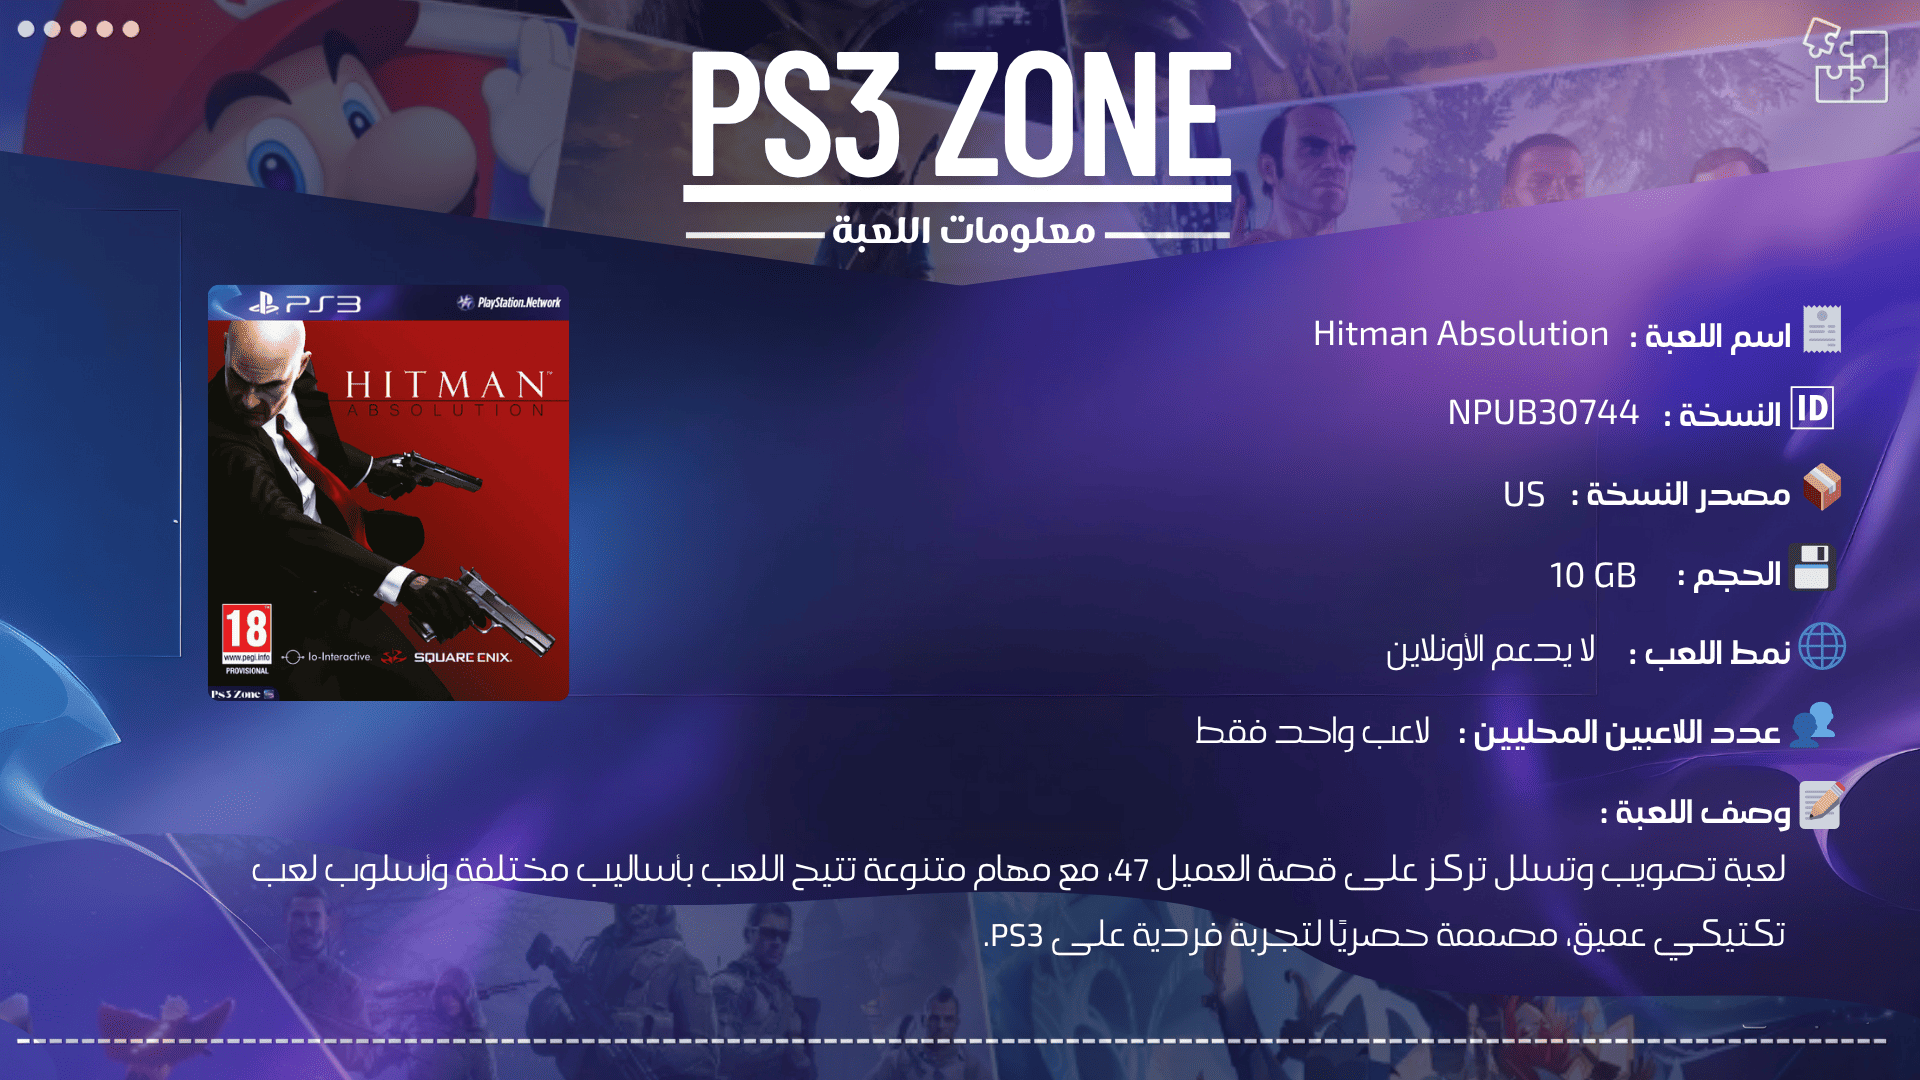 PS3 ZONE
معلومات اللعبة
PS3 PlayStation.Network
HITMAN™
ABSOLUTION
18
www.pegi.info
PROVISIONAL
Io-Interactive. SQUARE ENIX.
Ps3 Zone
اسم اللعبة : Hitman Absolution
ID النسخة : NPUB30744
مصدر النسخة : US
الحجم : 10 GB
نمط اللعب : لا يدعم الأونلاين
عدد اللاعبين المحليين : لاعب واحد فقط
وصف اللعبة :
لعبة تصويب وتسلل تركز على قصة العميل 47، مع مهام متنوعة تتيح اللعب بأساليب مختلفة وأسلوب لعب
تكتيكي عميق، مصممة حصريًا لتجربة فردية على PS3.